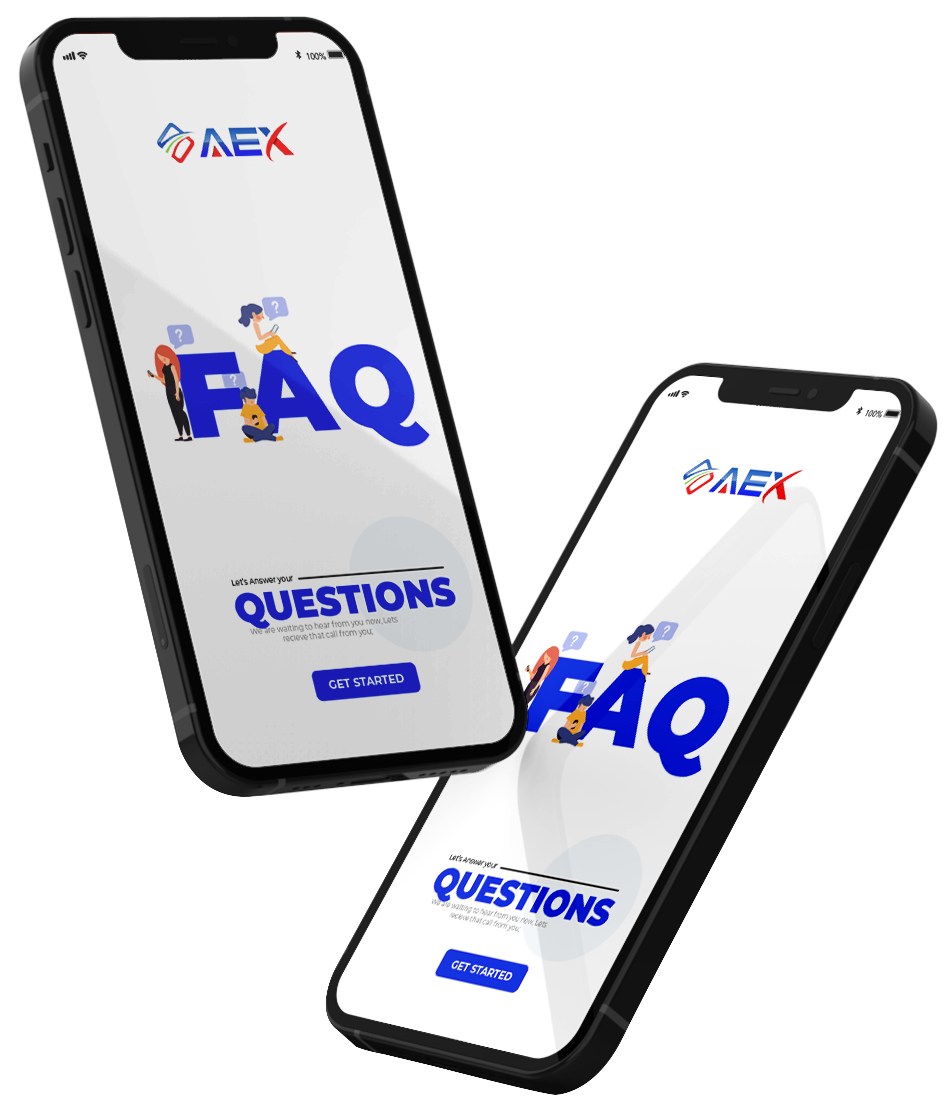 100%
AEX
?
?
?
FAQ
Let's Answer your
QUESTIONS
We are waiting to hear from you now, Lets
recieve that call from you;
GET STARTED
100%
AEX
?
?
?
FAQ
Let's Answer your
QUESTIONS
We are waiting to hear from you now, Lets
recieve that call from you;
GET STARTED